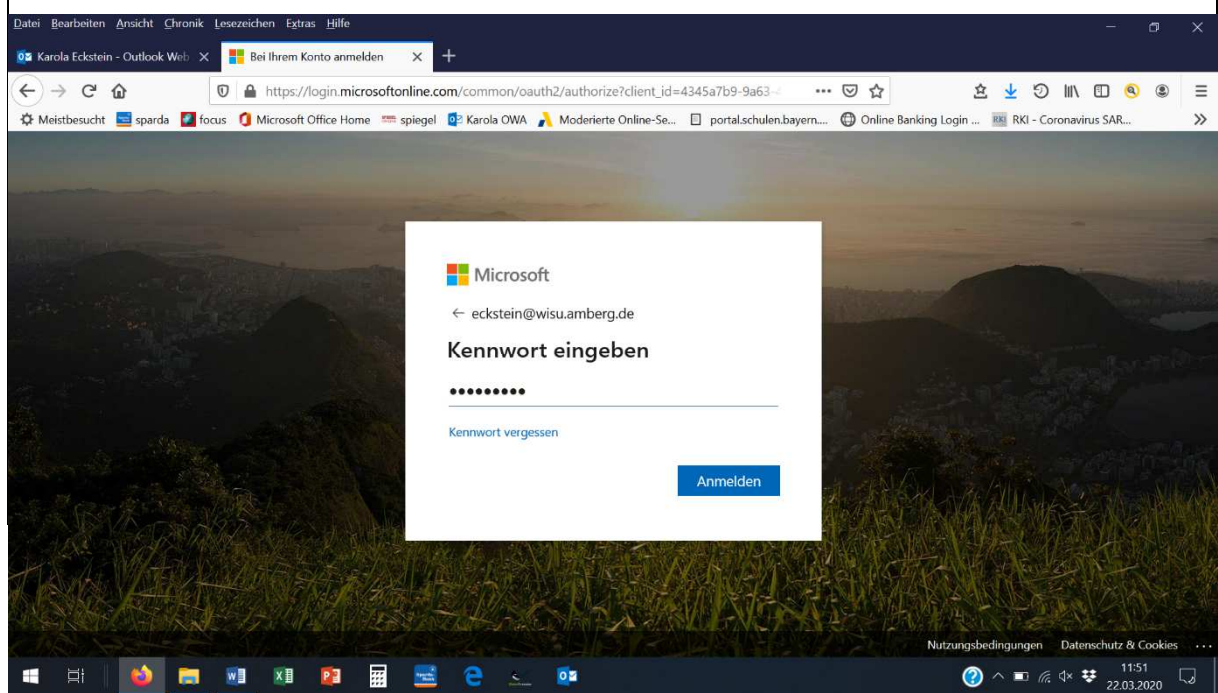 Datei Bearbeiten Ansicht Chronik Lesezeichen Extras Hilfe
Karola Eckstein - Outlook Web
Bei Ihrem Konto anmelden
https://login.microsoftonline.com/common/oauth2/authorize?client_id=4345a7b9-9a63-
Meistbesucht sparda focus Microsoft Office Home spiegel Karola OWA Moderierte Online-Se... portal.schulen.bayern.... Online Banking Login ... RKI RKI - Coronavirus SAR...
Microsoft
← eckstein@wisu.amberg.de
Kennwort eingeben
•••••••••
Kennwort vergessen
Anmelden
Nutzungsbedingungen Datenschutz & Cookies ...
11:51
22.03.2020